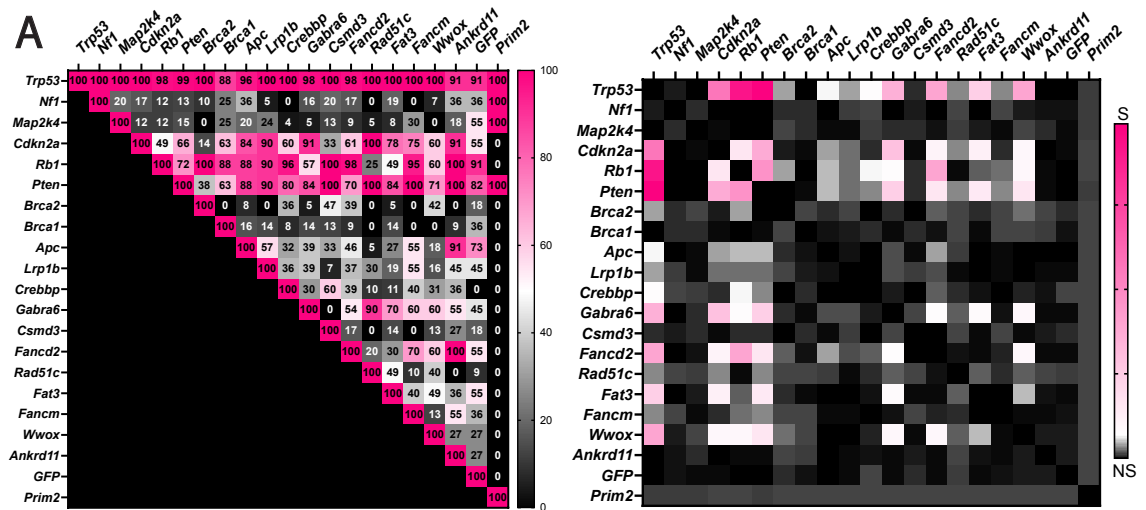 A
Trp53 Nf1 Map2k4 Cdkn2a Rb1 Pten Brca2 Brca1 Apc Lrp1b Crebbp Gabra6 Csmd3 Fancd2 Rad51c Fat3 Fancm Wwox Ankrd11 GFP Prim2
Trp53 100 100 100 100 98 99 100 88 96 100 100 98 100 98 100 100 100 100 91 91 100
Nf1 100 20 17 12 13 10 25 36 5 0 16 20 17 0 19 0 7 36 36 100
Map2k4 100 12 12 15 0 25 20 24 4 5 13 9 5 8 30 0 18 55 100
Cdkn2a 100 49 66 14 63 84 90 60 91 33 61 100 78 75 60 91 55 100
Rb1 100 72 100 88 88 90 96 57 100 98 25 49 95 60 100 91 0
Pten 100 38 63 88 90 80 84 100 70 100 84 100 71 100 82 100
Brca2 100 0 8 0 36 5 47 39 0 5 0 42 0 18 0
Brca1 100 16 14 8 14 13 9 0 14 0 0 9 36 0
Apc 100 57 32 39 33 46 5 27 55 18 91 73 0
Lrp1b 100 36 39 7 37 30 19 55 16 45 45 0
Crebbp 100 30 60 39 10 11 40 31 36 0 0
Gabra6 100 0 54 90 70 60 60 55 45 0
Csmd3 100 17 0 14 0 13 27 18 0
Fancd2 100 20 30 70 60 100 55 0
Rad51c 100 49 10 40 0 9 0
Fat3 100 40 49 36 55 0
Fancm 100 13 55 36 0
Wwox 100 27 27 0
Ankrd11 100 27 0
GFP 100 0
Prim2 100
100
80
60
40
20
0
Trp53 Nf1 Map2k4 Cdkn2a Rb1 Pten Brca2 Brca1 Apc Lrp1b Crebbp Gabra6 Csmd3 Fancd2 Rad51c Fat3 Fancm Wwox Ankrd11 GFP Prim2
Trp53
Nf1
Map2k4
Cdkn2a
Rb1
Pten
Brca2
Brca1
Apc
Lrp1b
Crebbp
Gabra6
Csmd3
Fancd2
Rad51c
Fat3
Fancm
Wwox
Ankrd11
GFP
Prim2
S
NS